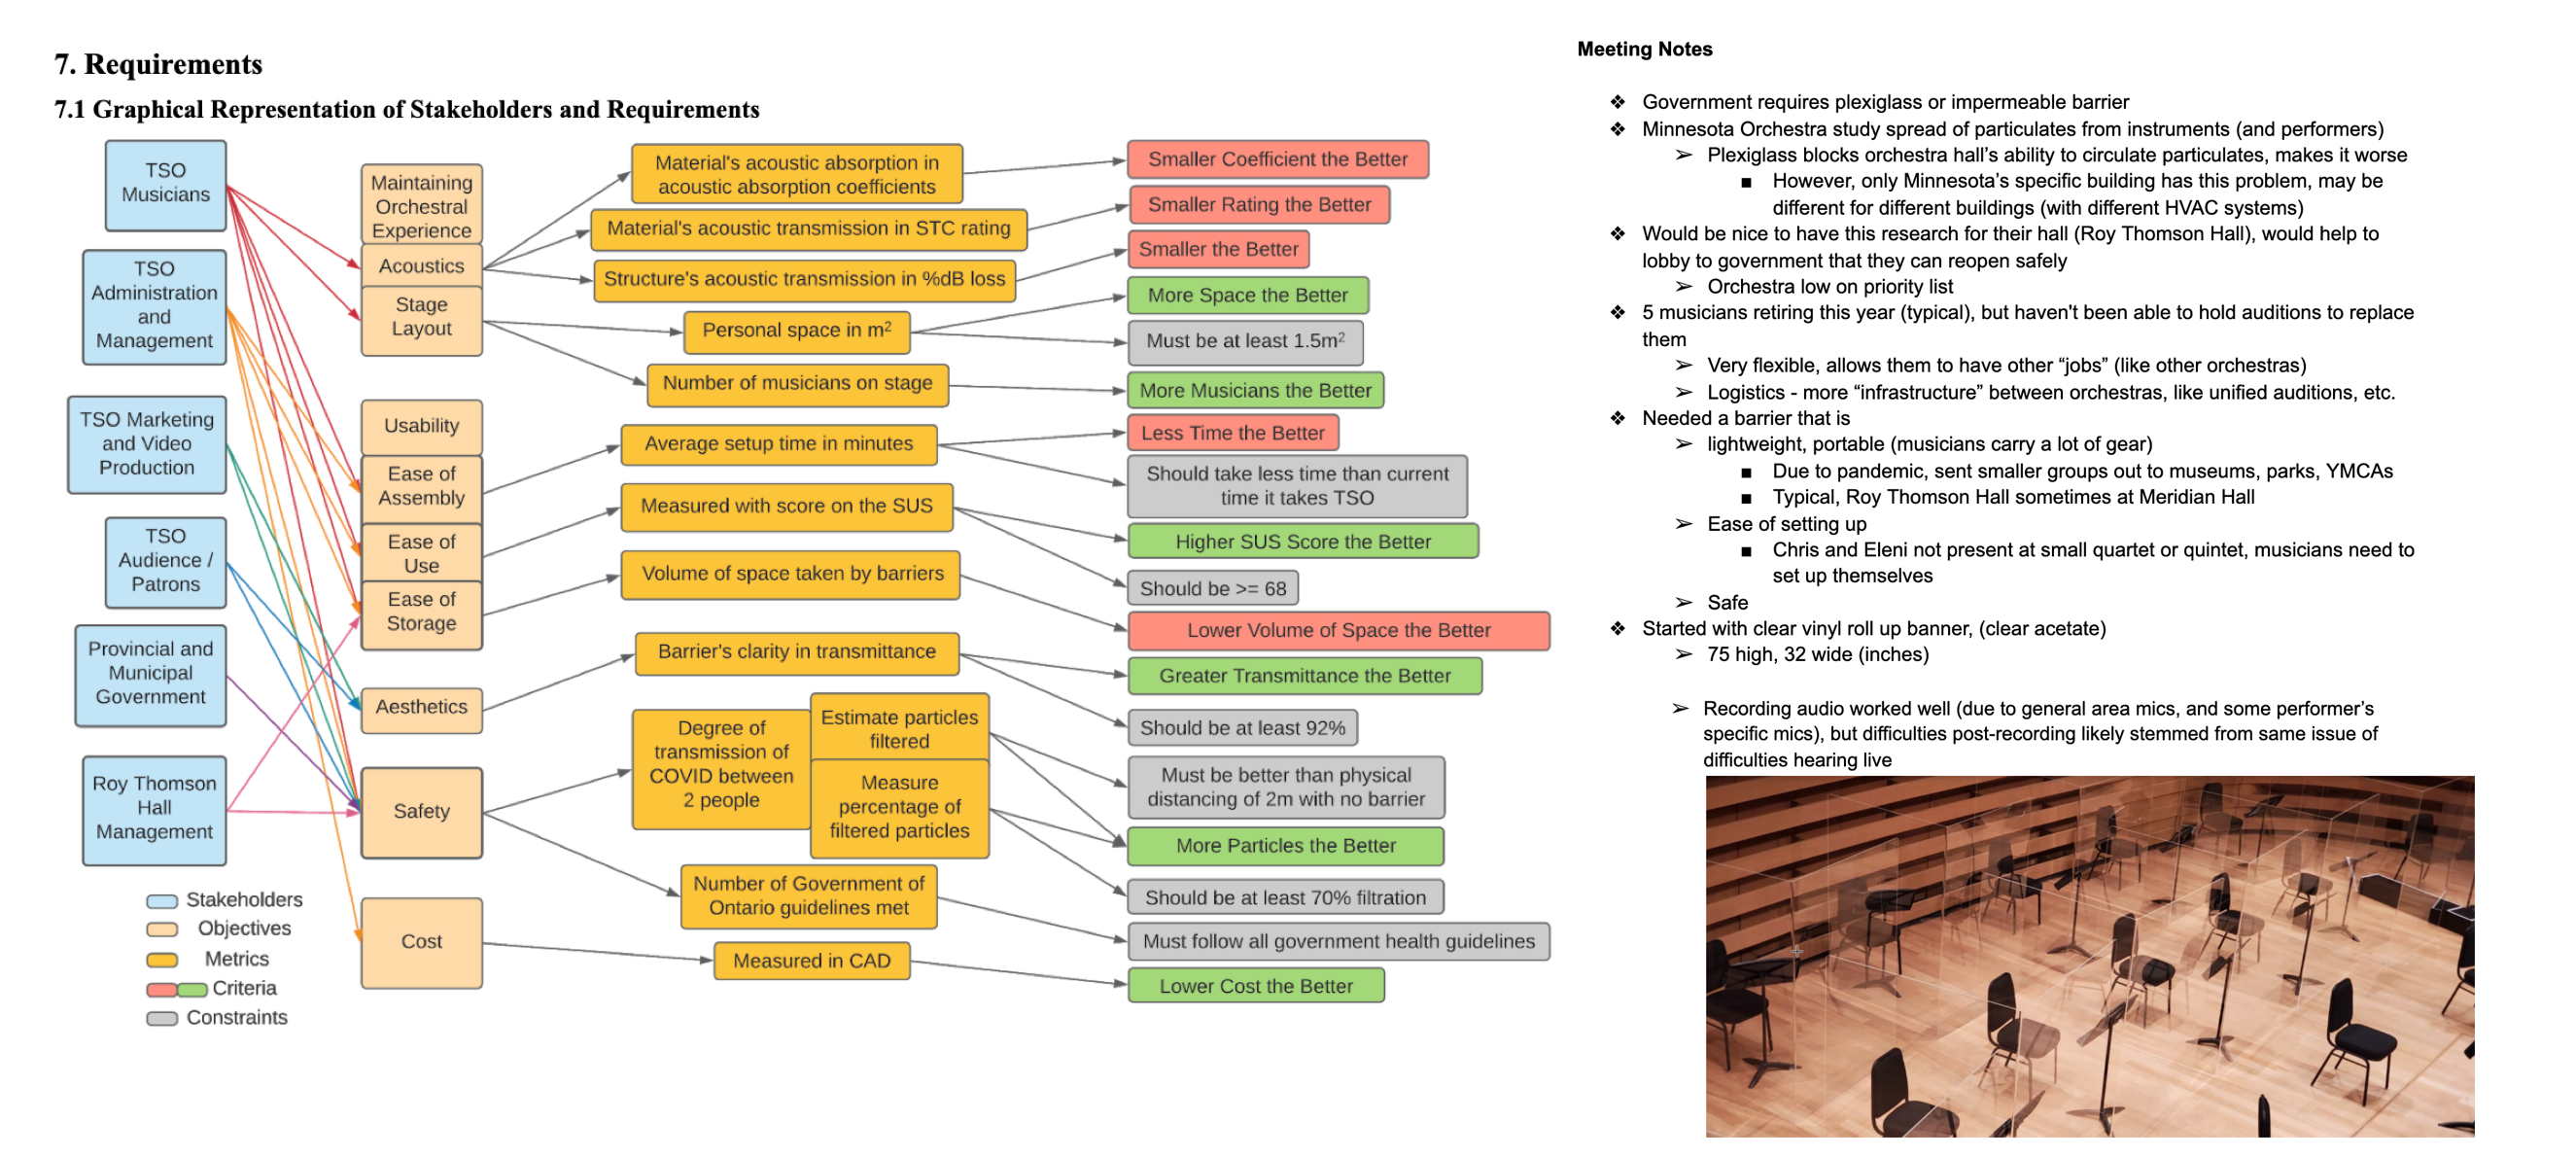 7. Requirements
7.1 Graphical Representation of Stakeholders and Requirements
TSO
Musicians
TSO
Administration
and
Management
TSO Marketing
and Video
Production
TSO
Audience /
Patrons
Provincial and
Municipal
Government
Roy Thomson
Hall
Management
Stakeholders
Objectives
Metrics
Criteria
Constraints
Maintaining
Orchestral
Experience
Acoustics
Stage
Layout
Usability
Ease of
Assembly
Ease of
Use
Ease of
Storage
Aesthetics
Safety
Cost
Material's acoustic absorption in
acoustic absorption coefficients
Material's acoustic transmission in STC rating
Structure's acoustic transmission in %dB loss
Personal space in m²
Number of musicians on stage
Average setup time in minutes
Measured with score on the SUS
Volume of space taken by barriers
Barrier's clarity in transmittance
Degree of
transmission of
COVID between
2 people
Estimate particles
filtered
Measure
percentage of
filtered particles
Number of Government of
Ontario guidelines met
Measured in CAD
Smaller Coefficient the Better
Smaller Rating the Better
Smaller the Better
More Space the Better
Must be at least 1.5m²
More Musicians the Better
Less Time the Better
Should take less time than current
time it takes TSO
Higher SUS Score the Better
Should be >= 68
Lower Volume of Space the Better
Greater Transmittance the Better
Should be at least 92%
Must be better than physical
distancing of 2m with no barrier
More Particles the Better
Should be at least 70% filtration
Must follow all government health guidelines
Lower Cost the Better
Meeting Notes
❖ Government requires plexiglass or impermeable barrier
❖ Minnesota Orchestra study spread of particulates from instruments (and performers)
➢ Plexiglass blocks orchestra hall's ability to circulate particulates, makes it worse
■ However, only Minnesota's specific building has this problem, may be
different for different buildings (with different HVAC systems)
❖ Would be nice to have this research for their hall (Roy Thomson Hall), would help to
lobby to government that they can reopen safely
➢ Orchestra low on priority list
❖ 5 musicians retiring this year (typical), but haven't been able to hold auditions to replace
them
➢ Very flexible, allows them to have other “jobs” (like other orchestras)
➢ Logistics - more “infrastructure” between orchestras, like unified auditions, etc.
❖ Needed a barrier that is
➢ lightweight, portable (musicians carry a lot of gear)
■ Due to pandemic, sent smaller groups out to museums, parks, YMCAs
■ Typical, Roy Thomson Hall sometimes at Meridian Hall
➢ Ease of setting up
■ Chris and Eleni not present at small quartet or quintet, musicians need to
set up themselves
➢ Safe
❖ Started with clear vinyl roll up banner, (clear acetate)
➢ 75 high, 32 wide (inches)
➢ Recording audio worked well (due to general area mics, and some performer's
specific mics), but difficulties post-recording likely stemmed from same issue of
difficulties hearing live